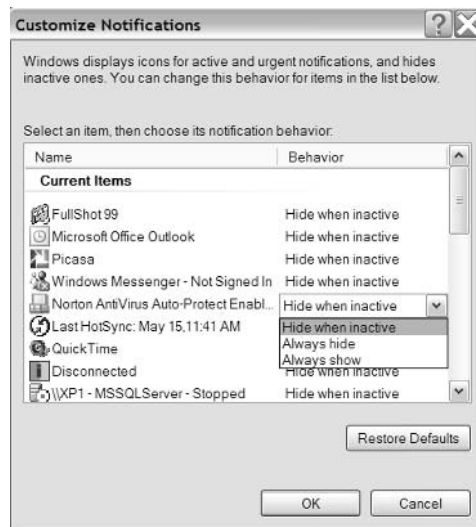 Customize Notifications
Windows displays icons for active and urgent notifications, and hides
inactive ones. You can change this behavior for items in the list below.
Select an item, then choose its notification behavior:
Name Behavior
Current Items
FullShot 99 Hide when inactive
Microsoft Office Outlook Hide when inactive
Picasa Hide when inactive
Windows Messenger - Not Signed In Hide when inactive
Norton AntiVirus Auto-Protect Enabl... Hide when inactive
Last HotSync: May 15, 11:41 AM Hide when inactive
QuickTime Always hide
Always show
Disconnected Hide when inactive
\\XP1 - MSSQLServer - Stopped Hide when inactive
Restore Defaults
OK Cancel